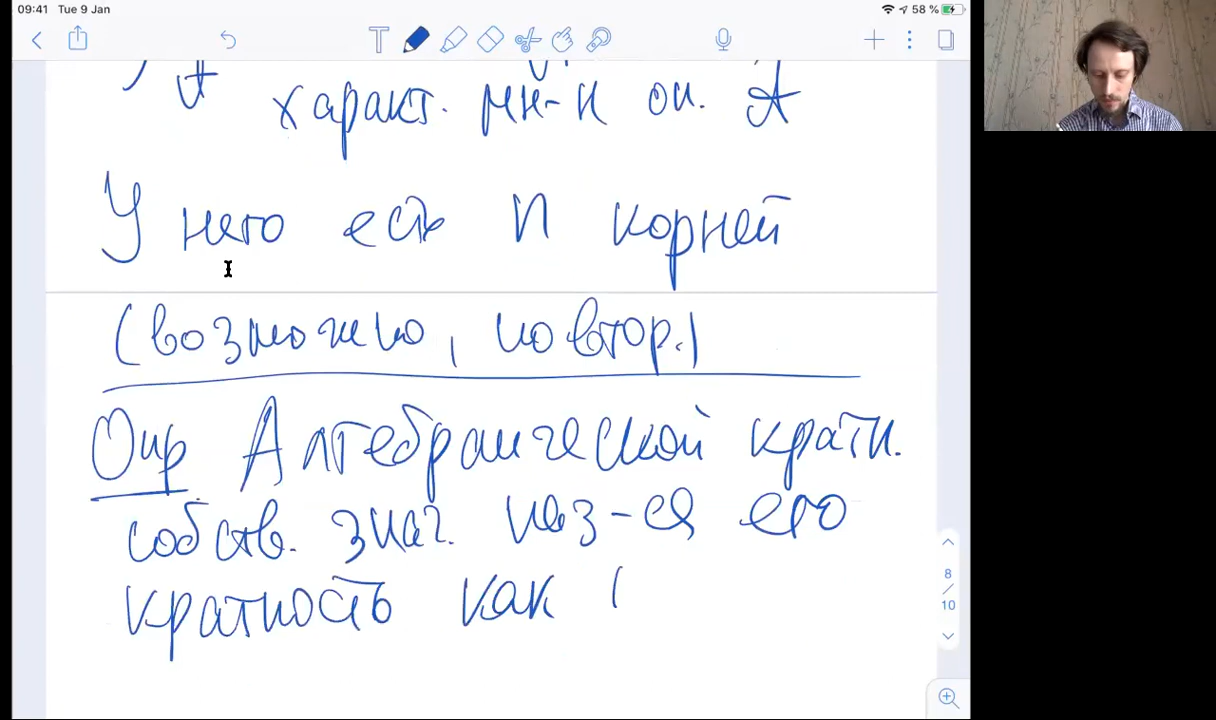 09:41 Tue 9 Jan 58 %
характ. мн-н оп. A
У него есть n корней
(возможно, повтор.)
Опр Алгебраической кратн.
собств. знач. наз-ся его
кратность как
8
/
10